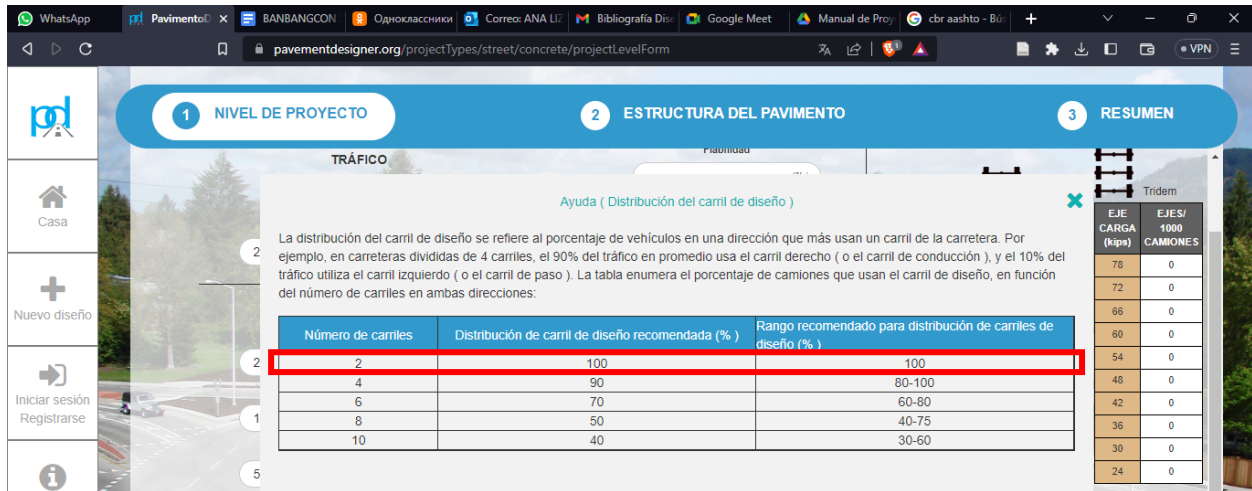 WhatsApp
PavimentoD
BANBANGCON
Одноклассники
Correo: ANA LIZ
Bibliografía Dise
Google Meet
Manual de Proy
cbr aashto - Bús
pavementdesigner.org/projectTypes/street/concrete/projectLevelForm
VPN
pd
1 NIVEL DE PROYECTO
2 ESTRUCTURA DEL PAVIMENTO
3 RESUMEN
TRÁFICO
Fiabilidad
Casa
Nuevo diseño
Iniciar sesión
Registrarse
2
2
1
5
Ayuda ( Distribución del carril de diseño )
La distribución del carril de diseño se refiere al porcentaje de vehículos en una dirección que más usan un carril de la carretera. Por
ejemplo, en carreteras divididas de 4 carriles, el 90% del tráfico en promedio usa el carril derecho ( o el carril de conducción ), y el 10% del
tráfico utiliza el carril izquierdo ( o el carril de paso ). La tabla enumera el porcentaje de camiones que usan el carril de diseño, en función
del número de carriles en ambas direcciones:
Número de carriles Distribución de carril de diseño recomendada (% ) Rango recomendado para distribución de carriles de
diseño (% )
2 100 100
4 90 80-100
6 70 60-80
8 50 40-75
10 40 30-60
Tridem
EJE EJES/
CARGA 1000
(kips) CAMIONES
78 0
72 0
66 0
60 0
54 0
48 0
42 0
36 0
30 0
24 0